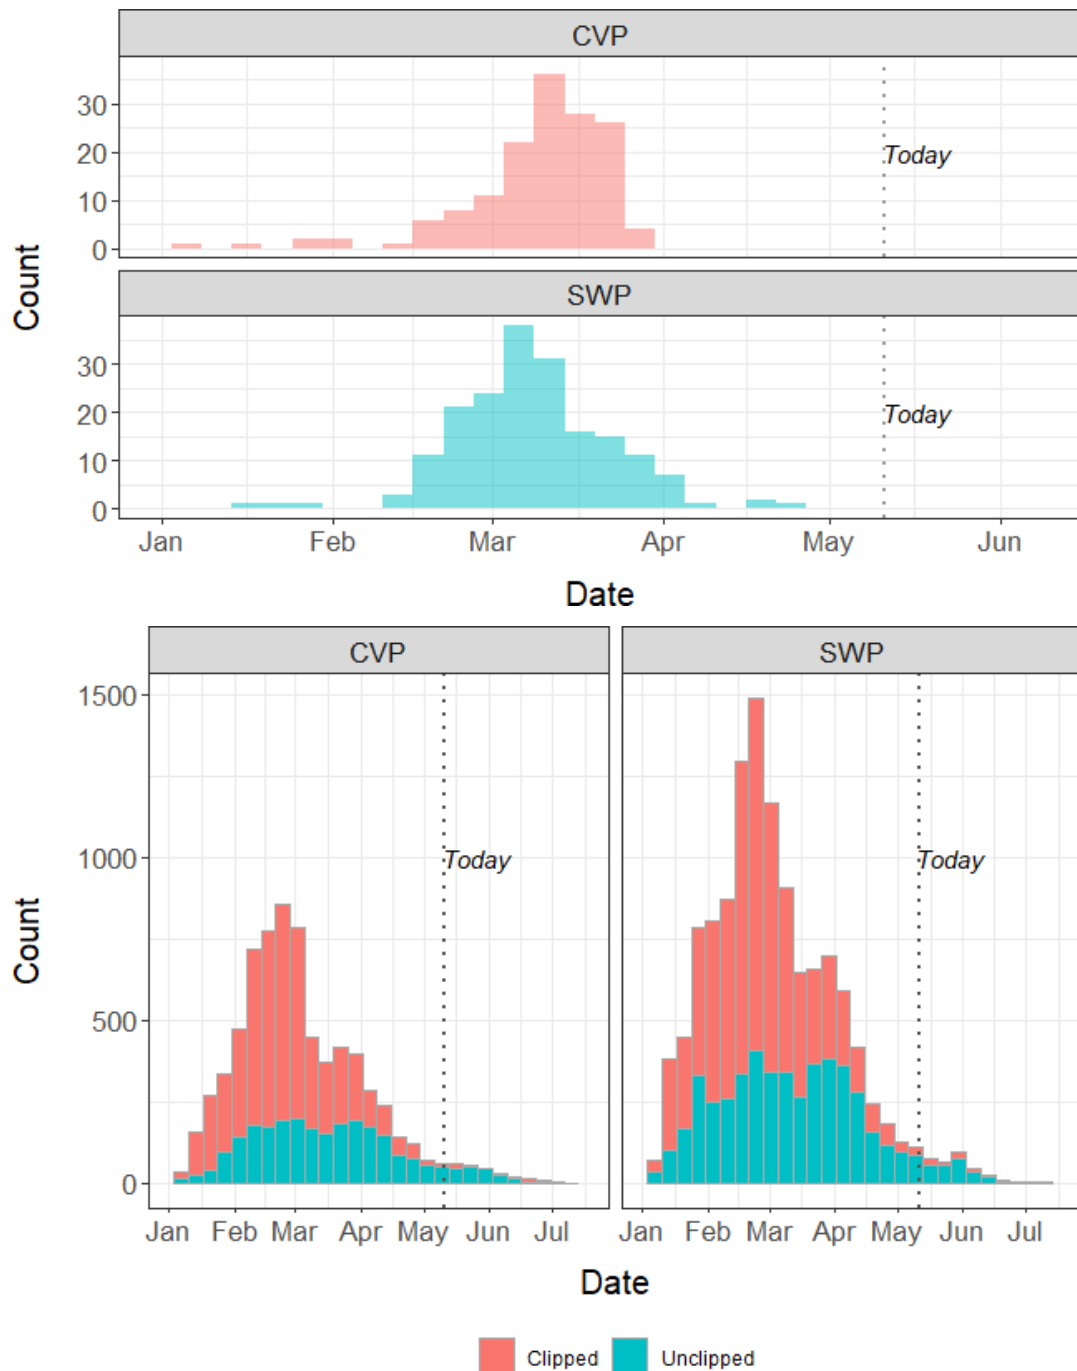 CVP
30
20
10
0
Today
SWP
30
20
10
0
Today
Count
Jan Feb Mar Apr May Jun
Date
CVP SWP
1500
1000
500
0
Today Today
Count
Jan Feb Mar Apr May Jun Jul Jan Feb Mar Apr May Jun Jul
Date
Clipped Unclipped